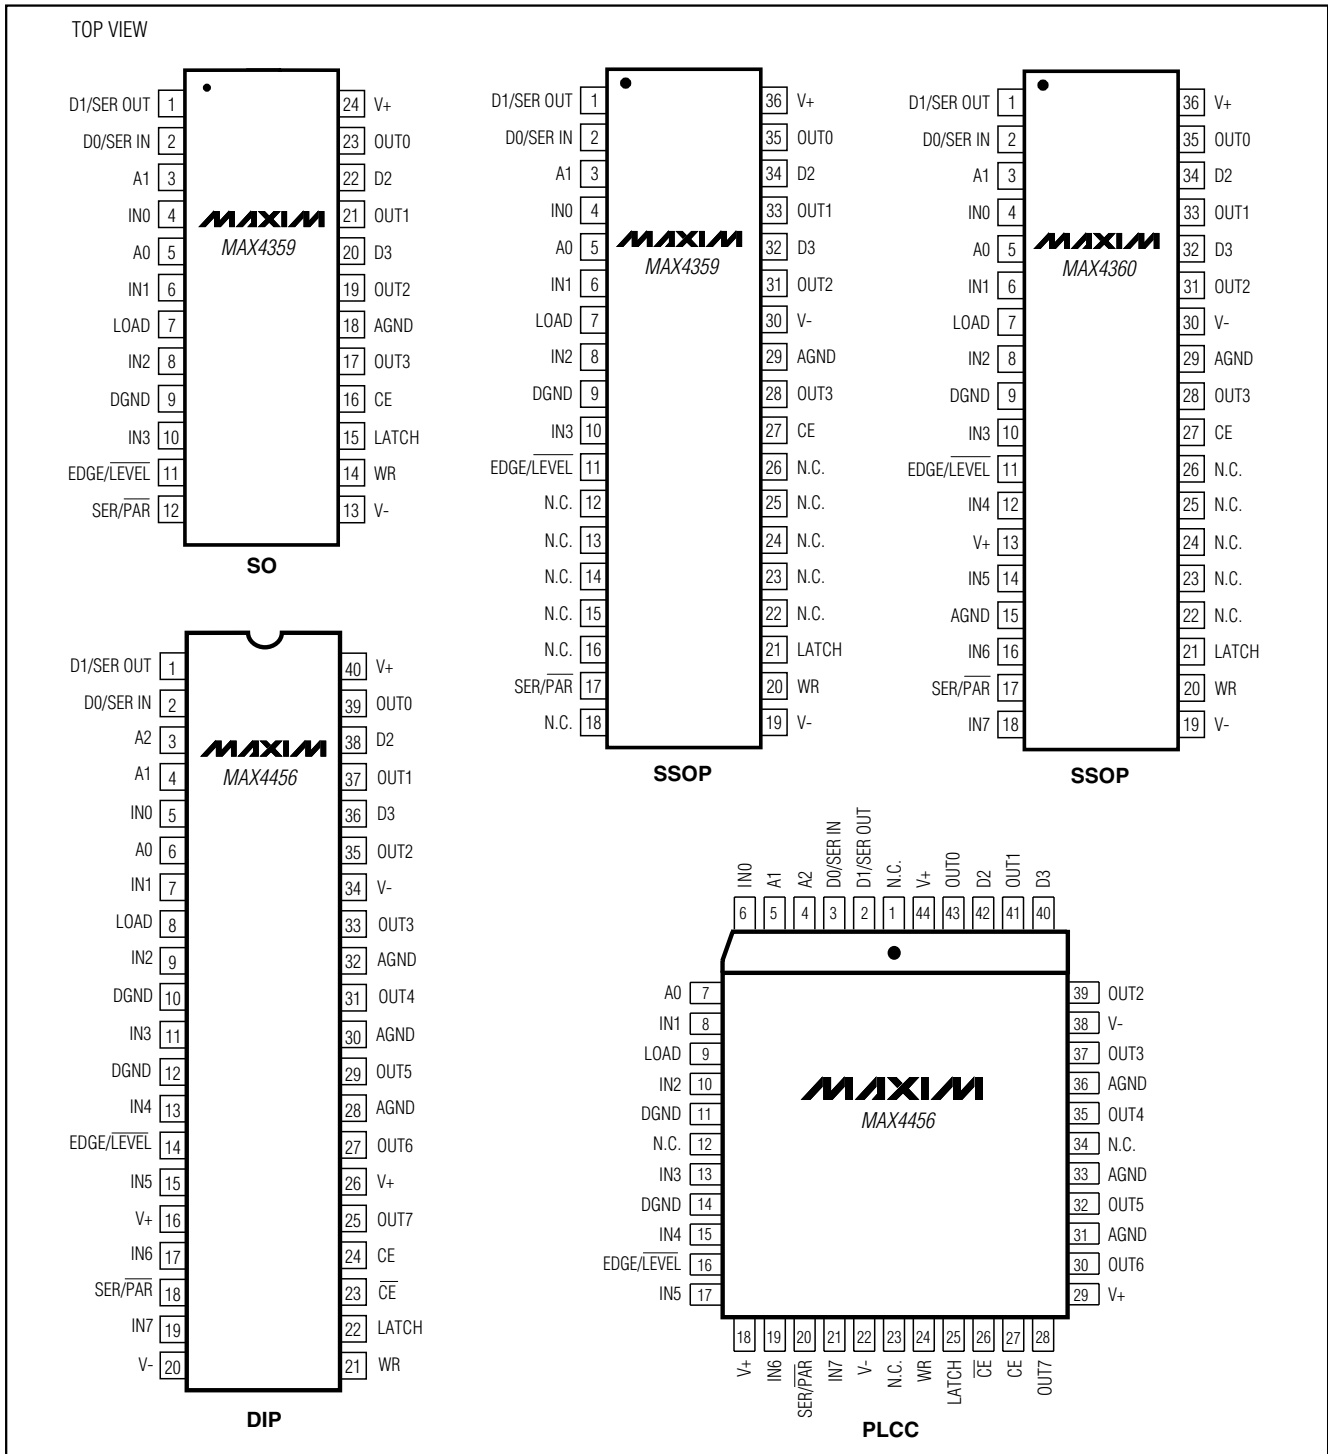 TOP VIEW
D1/SER OUT 1 24 V+
D0/SER IN 2 23 OUT0
A1 3 22 D2
IN0 4 21 OUT1
A0 5 20 D3
IN1 6 19 OUT2
LOAD 7 18 AGND
IN2 8 17 OUT3
DGND 9 16 CE
IN3 10 15 LATCH
EDGE/L̅E̅V̅E̅L̅ 11 14 WR
SER/P̅A̅R̅ 12 13 V-
MAXIM
MAX4359
SO
D1/SER OUT 1 36 V+
D0/SER IN 2 35 OUT0
A1 3 34 D2
IN0 4 33 OUT1
A0 5 32 D3
IN1 6 31 OUT2
LOAD 7 30 V-
IN2 8 29 AGND
DGND 9 28 OUT3
IN3 10 27 CE
EDGE/L̅E̅V̅E̅L̅ 11 26 N.C.
N.C. 12 25 N.C.
N.C. 13 24 N.C.
N.C. 14 23 N.C.
N.C. 15 22 N.C.
N.C. 16 21 LATCH
SER/P̅A̅R̅ 17 20 WR
N.C. 18 19 V-
MAXIM
MAX4359
SSOP
D1/SER OUT 1 36 V+
D0/SER IN 2 35 OUT0
A1 3 34 D2
IN0 4 33 OUT1
A0 5 32 D3
IN1 6 31 OUT2
LOAD 7 30 V-
IN2 8 29 AGND
DGND 9 28 OUT3
IN3 10 27 CE
EDGE/L̅E̅V̅E̅L̅ 11 26 N.C.
IN4 12 25 N.C.
V+ 13 24 N.C.
IN5 14 23 N.C.
AGND 15 22 N.C.
IN6 16 21 LATCH
SER/P̅A̅R̅ 17 20 WR
IN7 18 19 V-
MAXIM
MAX4360
SSOP
D1/SER OUT 1 40 V+
D0/SER IN 2 39 OUT0
A2 3 38 D2
A1 4 37 OUT1
IN0 5 36 D3
A0 6 35 OUT2
IN1 7 34 V-
LOAD 8 33 OUT3
IN2 9 32 AGND
DGND 10 31 OUT4
IN3 11 30 AGND
DGND 12 29 OUT5
IN4 13 28 AGND
EDGE/L̅E̅V̅E̅L̅ 14 27 OUT6
IN5 15 26 V+
V+ 16 25 OUT7
IN6 17 24 CE
SER/P̅A̅R̅ 18 23 C̅E̅
IN7 19 22 LATCH
V- 20 21 WR
MAXIM
MAX4456
DIP
IN0 A1 A2 D0/SER IN D1/SER OUT N.C. V+ OUT0 D2 OUT1 D3
6 5 4 3 2 1 44 43 42 41 40
A0 7 39 OUT2
IN1 8 38 V-
LOAD 9 37 OUT3
IN2 10 36 AGND
DGND 11 35 OUT4
N.C. 12 34 N.C.
IN3 13 33 AGND
DGND 14 32 OUT5
IN4 15 31 AGND
EDGE/L̅E̅V̅E̅L̅ 16 30 OUT6
IN5 17 29 V+
MAXIM
MAX4456
18 19 20 21 22 23 24 25 26 27 28
V+ IN6 SER/P̅A̅R̅ IN7 V- N.C. WR LATCH C̅E̅ CE OUT7
PLCC